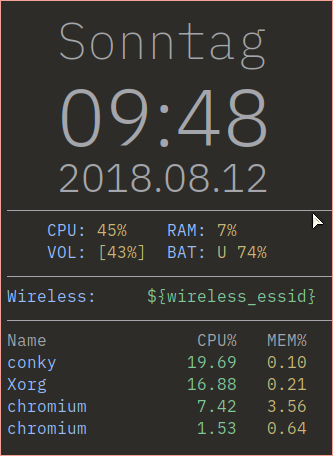 Sonntag
09:48
2018.08.12
CPU: 45% RAM: 7%
VOL: [43%] BAT: U 74%
Wireless: ${wireless_essid}
Name CPU% MEM%
conky 19.69 0.10
Xorg 16.88 0.21
chromium 7.42 3.56
chromium 1.53 0.64